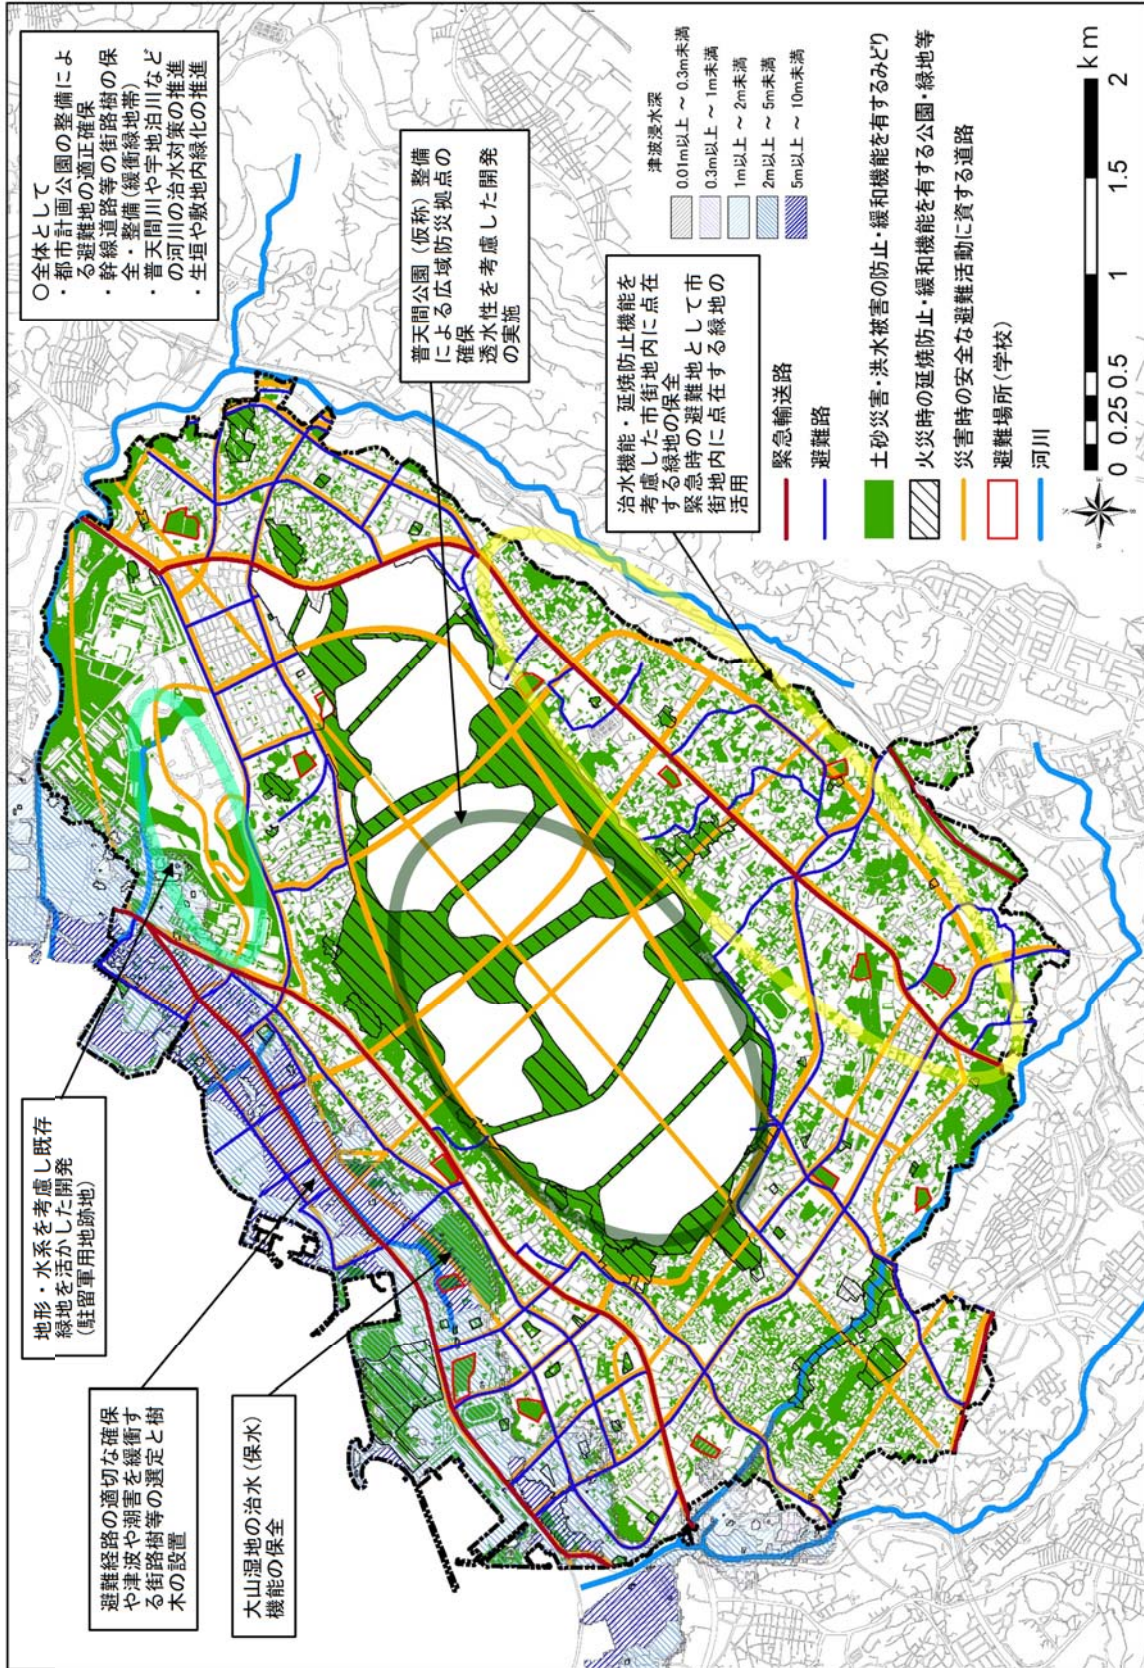 ○全体として
・都市計画公園の整備によ
る避難地の適正確保
・幹線道路等の街路樹の保
全・整備(緩衝緑地帯)
・普天間川や宇地泊川など
の河川の治水対策の推進
・生垣や敷地内緑化の推進
普天間公園(仮称)整備
による広域防災拠点の
確保
透水性を考慮した開発
の実施
治水機能・延焼防止機能を
考慮した市街地内に点在
する緑地の保全
緊急時の避難地として市
街地内に点在する緑地の
活用
地形・水系を考慮し既存
緑地を活かした開発
(駐留軍用地跡地)
避難経路の適切な確保
や津波や潮害を緩衝す
る街路樹等の選定と樹
木の設置
大山湿地の治水(保水)
機能の保全
津波浸水深
0.01m以上 ~ 0.3m未満
0.3m以上 ~ 1m未満
1m以上 ~ 2m未満
2m以上 ~ 5m未満
5m以上 ~ 10m未満
緊急輸送路
避難路
土砂災害・洪水被害の防止・緩和機能を有するみどり
火災時の延焼防止・緩和機能を有する公園・緑地等
災害時の安全な避難活動に資する道路
避難場所(学校)
河川
N
W E
S
0 0.25 0.5 1 1.5 2
km